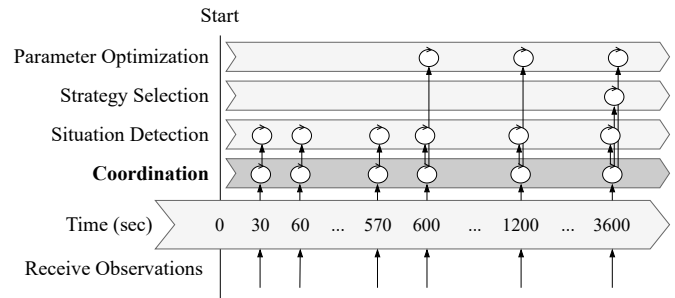 Start
Parameter Optimization
Strategy Selection
Situation Detection
Coordination
Time (sec) 0 30 60 ... 570 600 ... 1200 ... 3600
Receive Observations